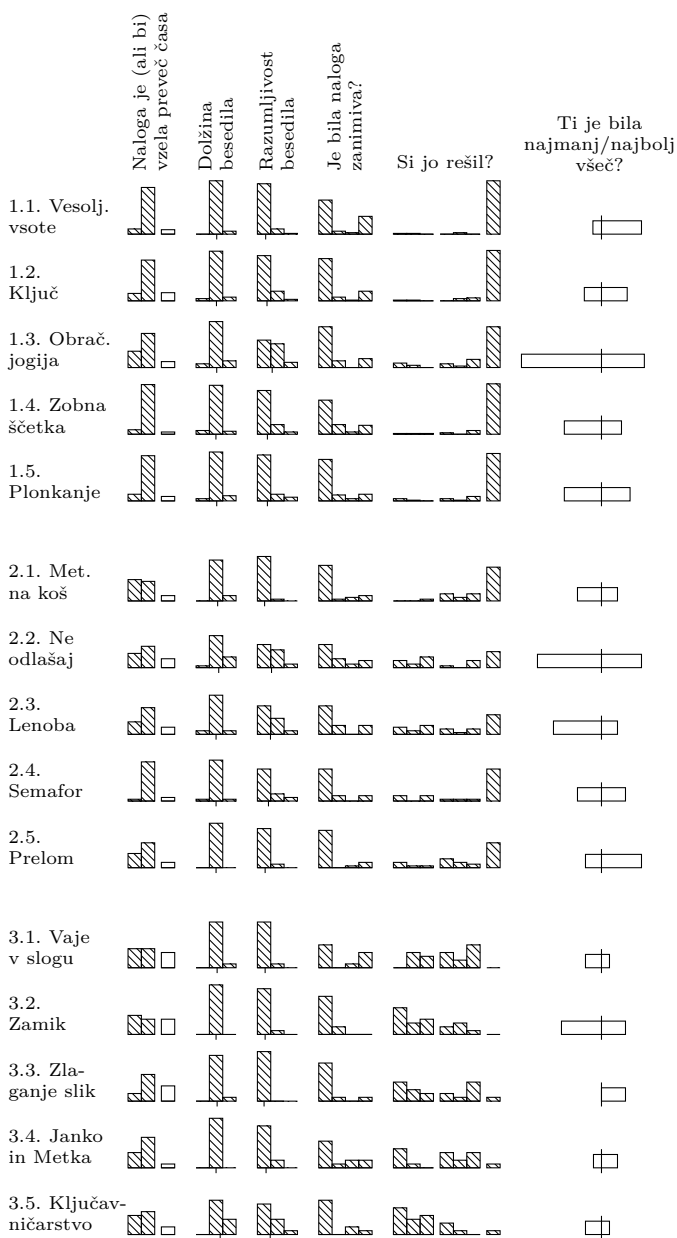 Naloga je (ali bi)
vzela preveč časa
Dolžina
besedila
Razumljivost
besedila
Je bila naloga
zanimiva?
Si jo rešil?
Ti je bila
najmanj/najbolj
všeč?
1.1. Vesolj.
vsote
1.2.
Ključ
1.3. Obrač.
jogija
1.4. Zobna
ščetka
1.5.
Plonkanje
2.1. Met.
na koš
2.2. Ne
odlašaj
2.3.
Lenoba
2.4.
Semafor
2.5.
Prelom
3.1. Vaje
v slogu
3.2.
Zamik
3.3. Zla-
ganje slik
3.4. Janko
in Metka
3.5. Ključav-
ničarstvo